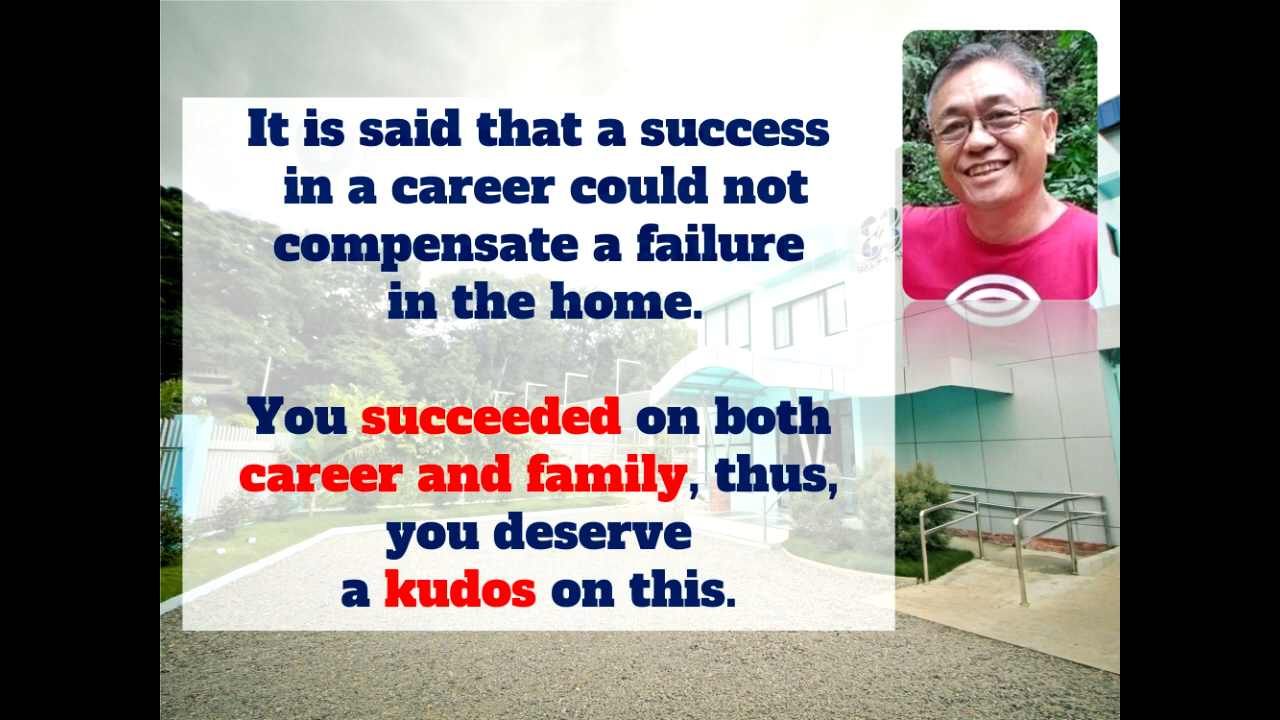 It is said that a success
in a career could not
compensate a failure
in the home.
You succeeded on both
career and family, thus,
you deserve
a kudos on this.